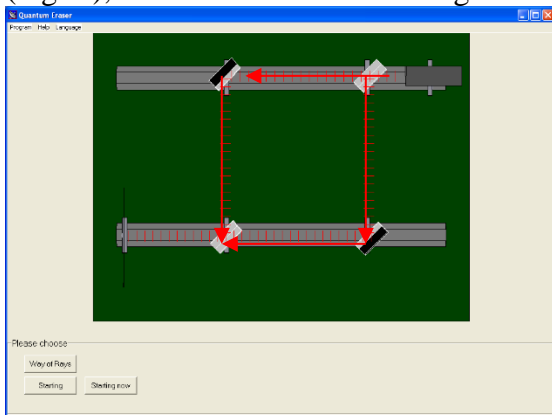 Quantum Eraser
Program Help Language
Please choose
Way of Rays
Starting Starting now